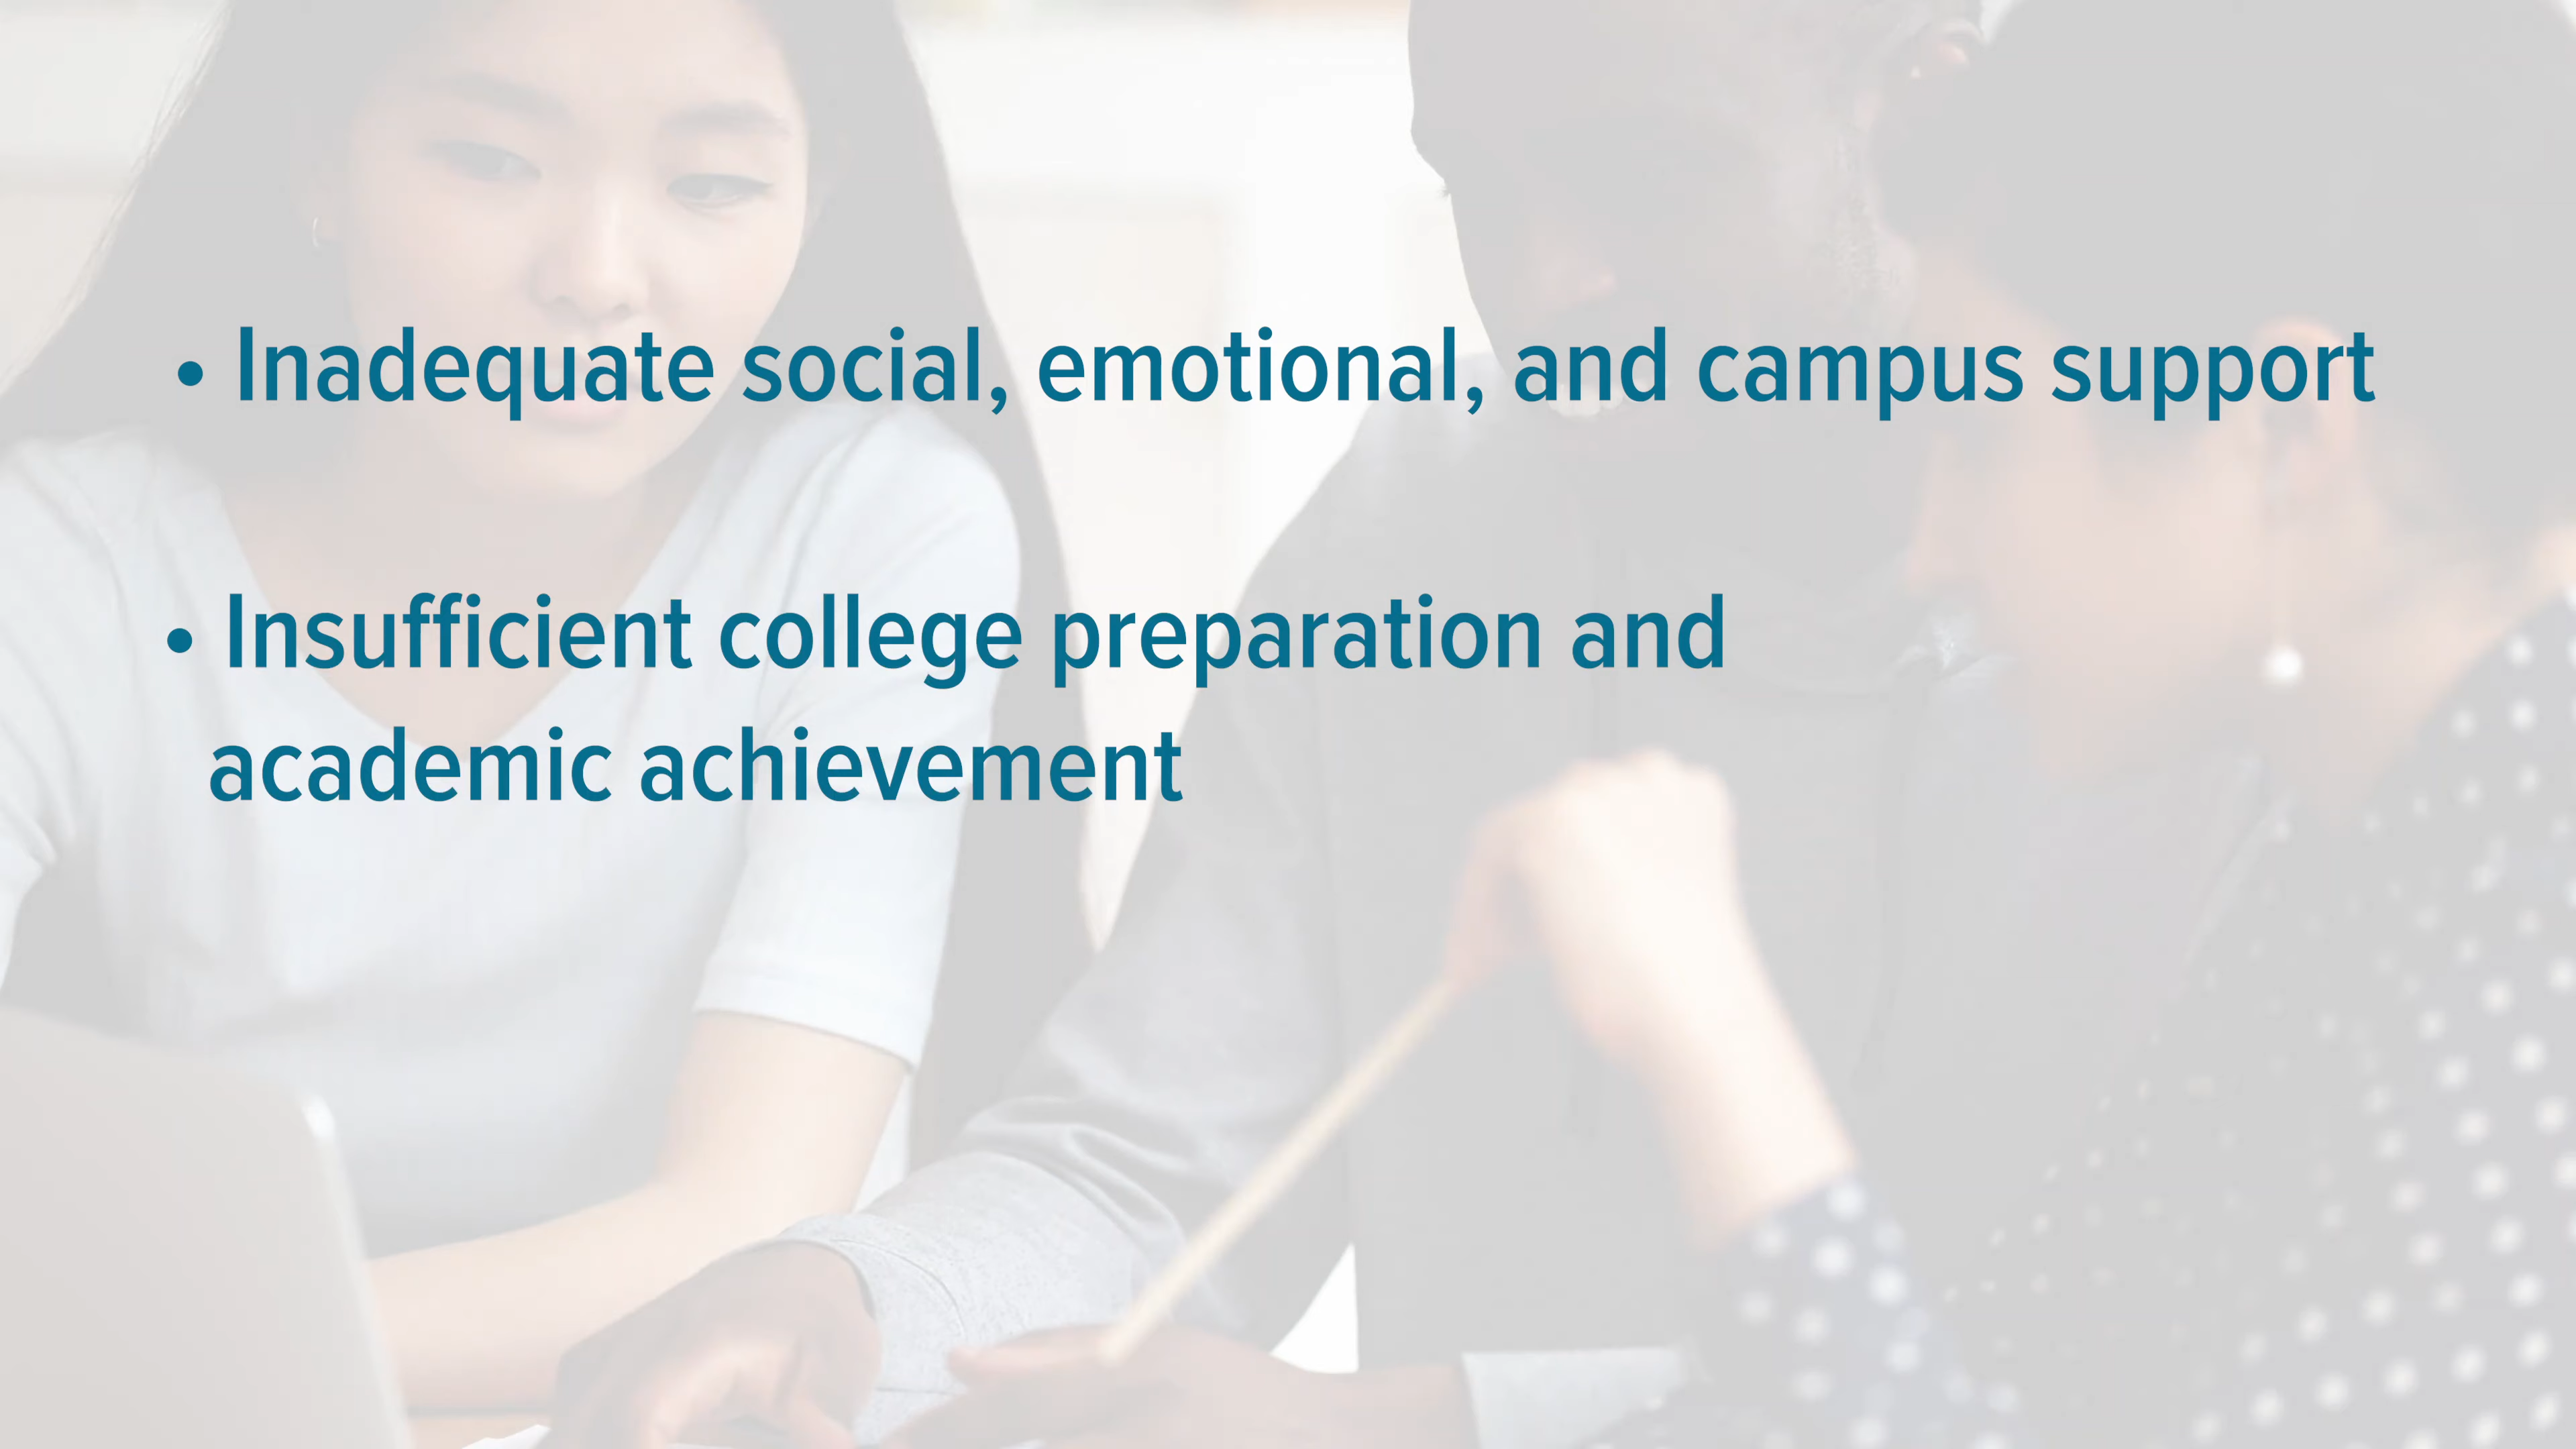 • Inadequate social, emotional, and campus support
• Insufficient college preparation and
academic achievement